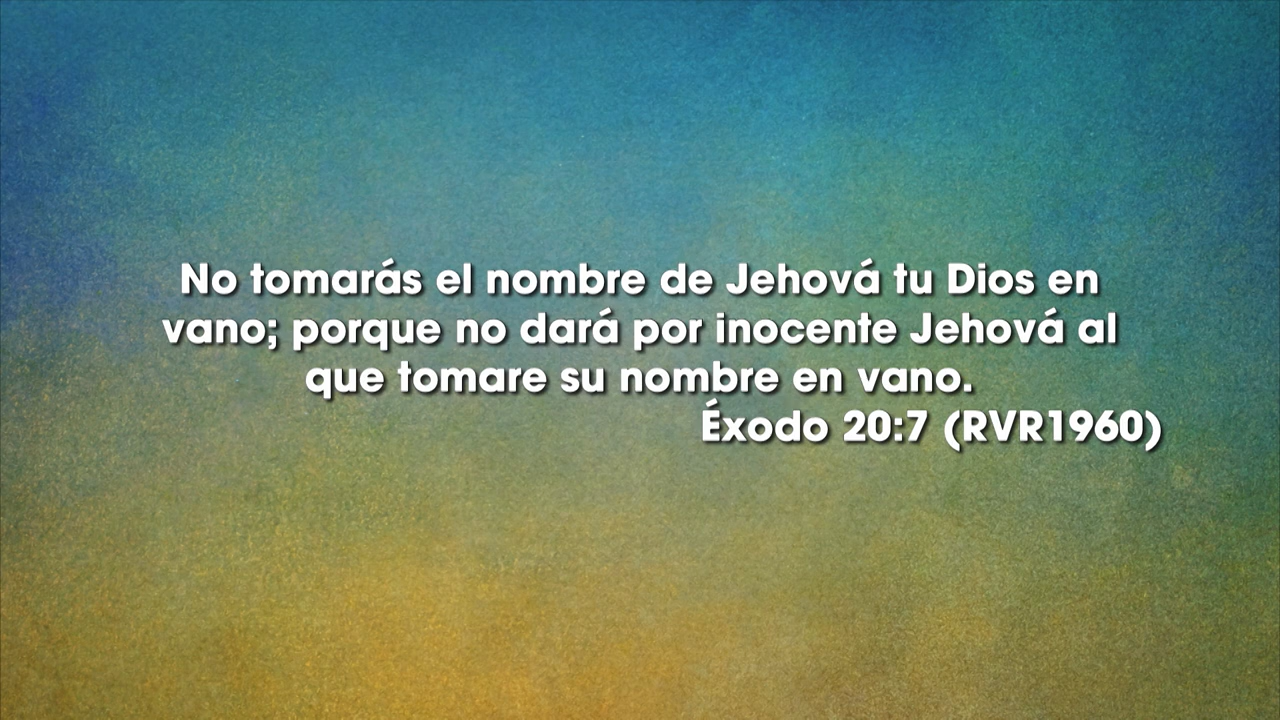 No tomarás el nombre de Jehová tu Dios en
vano; porque no dará por inocente Jehová al
que tomare su nombre en vano.
Éxodo 20:7 (RVR1960)